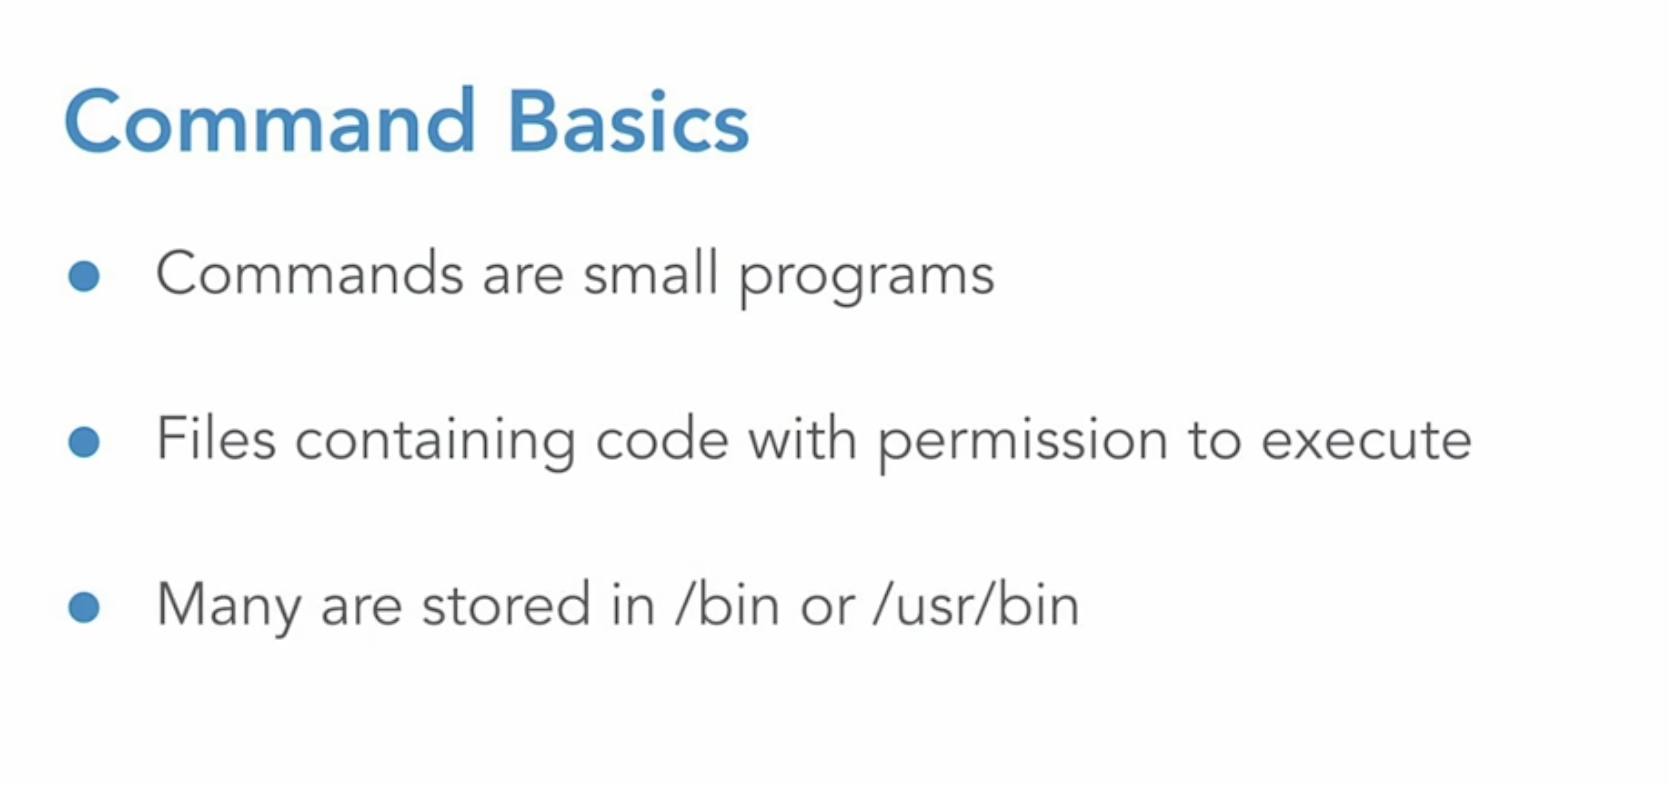 Command Basics
Commands are small programs
Files containing code with permission to execute
Many are stored in /bin or /usr/bin